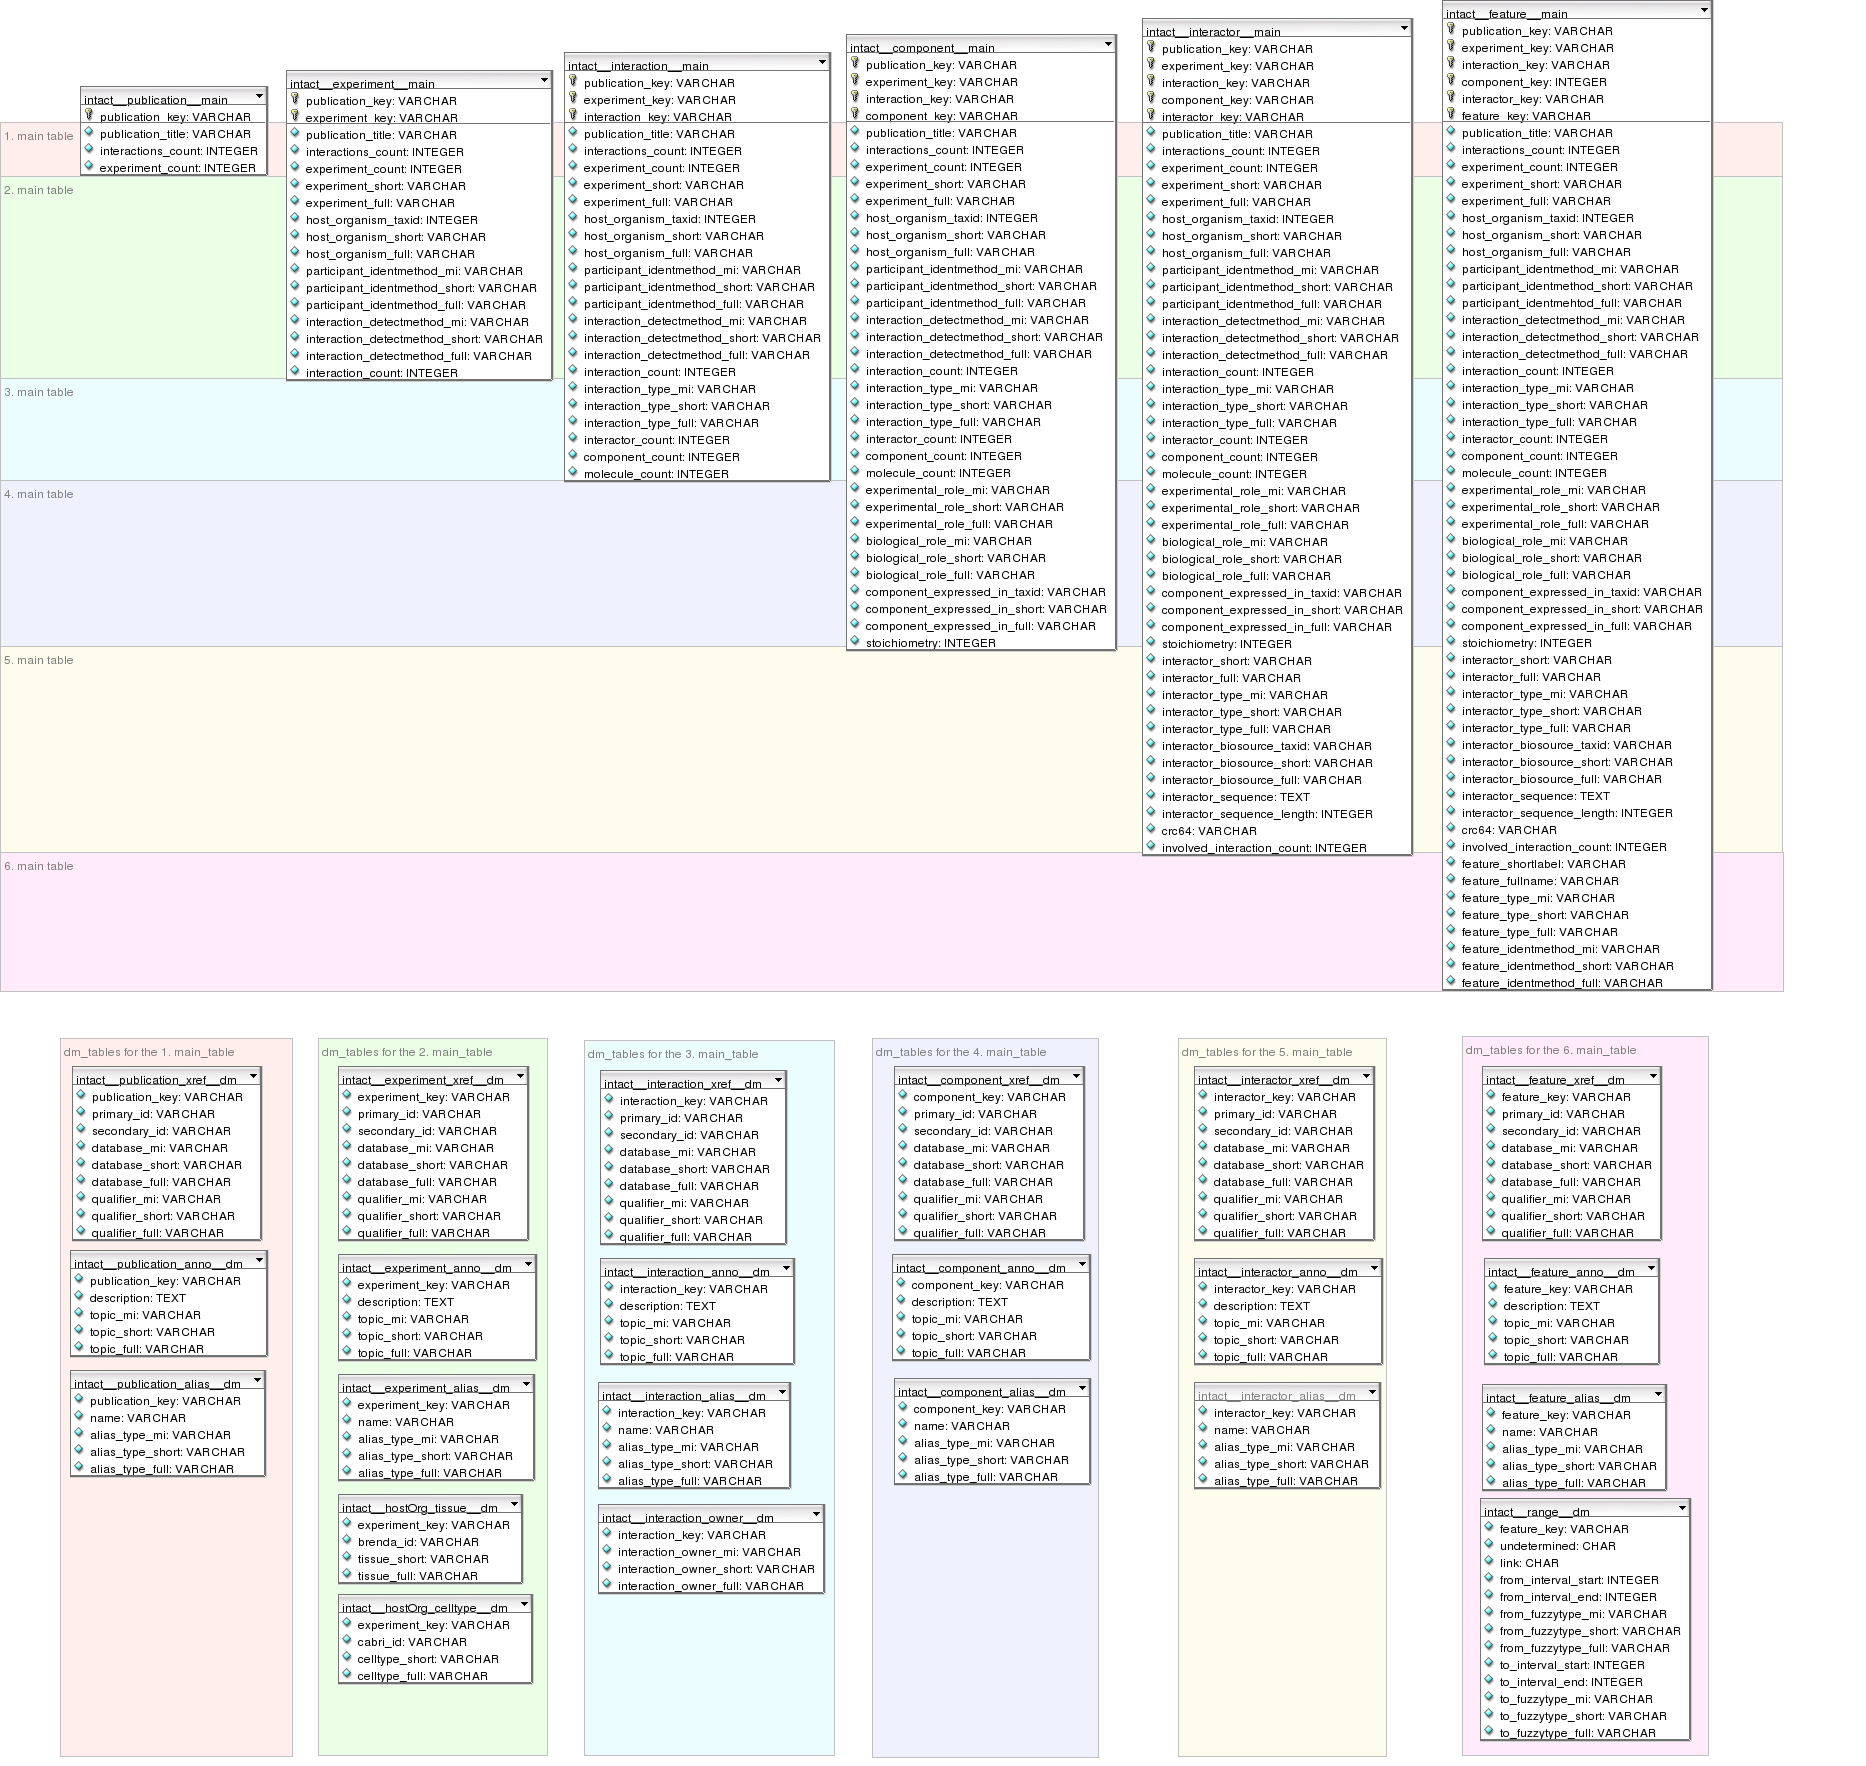 intact__publication__main
publication_key: VARCHAR
publication_title: VARCHAR
interactions_count: INTEGER
experiment_count: INTEGER
intact__experiment__main
publication_key: VARCHAR
experiment_key: VARCHAR
publication_title: VARCHAR
interactions_count: INTEGER
experiment_count: INTEGER
experiment_short: VARCHAR
experiment_full: VARCHAR
host_organism_taxid: INTEGER
host_organism_short: VARCHAR
host_organism_full: VARCHAR
participant_identmethod_mi: VARCHAR
participant_identmethod_short: VARCHAR
participant_identmethod_full: VARCHAR
interaction_detectmethod_mi: VARCHAR
interaction_detectmethod_short: VARCHAR
interaction_detectmethod_full: VARCHAR
interaction_count: INTEGER
intact__interaction__main
publication_key: VARCHAR
experiment_key: VARCHAR
interaction_key: VARCHAR
publication_title: VARCHAR
interactions_count: INTEGER
experiment_count: INTEGER
experiment_short: VARCHAR
experiment_full: VARCHAR
host_organism_taxid: INTEGER
host_organism_short: VARCHAR
host_organism_full: VARCHAR
participant_identmethod_mi: VARCHAR
participant_identmethod_short: VARCHAR
participant_identmethod_full: VARCHAR
interaction_detectmethod_mi: VARCHAR
interaction_detectmethod_short: VARCHAR
interaction_detectmethod_full: VARCHAR
interaction_count: INTEGER
interaction_type_mi: VARCHAR
interaction_type_short: VARCHAR
interaction_type_full: VARCHAR
interactor_count: INTEGER
component_count: INTEGER
molecule_count: INTEGER
intact__component__main
publication_key: VARCHAR
experiment_key: VARCHAR
interaction_key: VARCHAR
component_key: VARCHAR
publication_title: VARCHAR
interactions_count: INTEGER
experiment_count: INTEGER
experiment_short: VARCHAR
experiment_full: VARCHAR
host_organism_taxid: INTEGER
host_organism_short: VARCHAR
host_organism_full: VARCHAR
participant_identmethod_mi: VARCHAR
participant_identmethod_short: VARCHAR
participant_identmethod_full: VARCHAR
interaction_detectmethod_mi: VARCHAR
interaction_detectmethod_short: VARCHAR
interaction_detectmethod_full: VARCHAR
interaction_count: INTEGER
interaction_type_mi: VARCHAR
interaction_type_short: VARCHAR
interaction_type_full: VARCHAR
interactor_count: INTEGER
component_count: INTEGER
molecule_count: INTEGER
experimental_role_mi: VARCHAR
experimental_role_short: VARCHAR
experimental_role_full: VARCHAR
biological_role_mi: VARCHAR
biological_role_short: VARCHAR
biological_role_full: VARCHAR
component_expressed_in_taxid: VARCHAR
component_expressed_in_short: VARCHAR
component_expressed_in_full: VARCHAR
stoichiometry: INTEGER
intact__interactor__main
publication_key: VARCHAR
experiment_key: VARCHAR
interaction_key: VARCHAR
component_key: VARCHAR
interactor_key: VARCHAR
publication_title: VARCHAR
interactions_count: INTEGER
experiment_count: INTEGER
experiment_short: VARCHAR
experiment_full: VARCHAR
host_organism_taxid: INTEGER
host_organism_short: VARCHAR
host_organism_full: VARCHAR
participant_identmethod_mi: VARCHAR
participant_identmethod_short: VARCHAR
participant_identmethod_full: VARCHAR
interaction_detectmethod_mi: VARCHAR
interaction_detectmethod_short: VARCHAR
interaction_detectmethod_full: VARCHAR
interaction_count: INTEGER
interaction_type_mi: VARCHAR
interaction_type_short: VARCHAR
interaction_type_full: VARCHAR
interactor_count: INTEGER
component_count: INTEGER
molecule_count: INTEGER
experimental_role_mi: VARCHAR
experimental_role_short: VARCHAR
experimental_role_full: VARCHAR
biological_role_mi: VARCHAR
biological_role_short: VARCHAR
biological_role_full: VARCHAR
component_expressed_in_taxid: VARCHAR
component_expressed_in_short: VARCHAR
component_expressed_in_full: VARCHAR
stoichiometry: INTEGER
interactor_short: VARCHAR
interactor_full: VARCHAR
interactor_type_mi: VARCHAR
interactor_type_short: VARCHAR
interactor_type_full: VARCHAR
interactor_biosource_taxid: VARCHAR
interactor_biosource_short: VARCHAR
interactor_biosource_full: VARCHAR
interactor_sequence: TEXT
interactor_sequence_length: INTEGER
crc64: VARCHAR
involved_interaction_count: INTEGER
intact__feature__main
publication_key: VARCHAR
experiment_key: VARCHAR
interaction_key: VARCHAR
component_key: INTEGER
interactor_key: VARCHAR
feature_key: VARCHAR
publication_title: VARCHAR
interactions_count: INTEGER
experiment_count: INTEGER
experiment_short: VARCHAR
experiment_full: VARCHAR
host_organism_taxid: INTEGER
host_organism_short: VARCHAR
host_organism_full: VARCHAR
participant_identmethod_mi: VARCHAR
participant_identmethod_short: VARCHAR
participant_identmehtod_full: VARCHAR
interaction_detectmethod_mi: VARCHAR
interaction_detectmethod_short: VARCHAR
interaction_detectmethod_full: VARCHAR
interaction_count: INTEGER
interaction_type_mi: VARCHAR
interaction_type_short: VARCHAR
interaction_type_full: VARCHAR
interactor_count: INTEGER
component_count: INTEGER
molecule_count: INTEGER
experimental_role_mi: VARCHAR
experimental_role_short: VARCHAR
experimental_role_full: VARCHAR
biological_role_mi: VARCHAR
biological_role_short: VARCHAR
biological_role_full: VARCHAR
component_expressed_in_taxid: VARCHAR
component_expressed_in_short: VARCHAR
component_expressed_in_full: VARCHAR
stoichiometry: INTEGER
interactor_short: VARCHAR
interactor_full: VARCHAR
interactor_type_mi: VARCHAR
interactor_type_short: VARCHAR
interactor_type_full: VARCHAR
interactor_biosource_taxid: VARCHAR
interactor_biosource_short: VARCHAR
interactor_biosource_full: VARCHAR
interactor_sequence: TEXT
interactor_sequence_length: INTEGER
crc64: VARCHAR
involved_interaction_count: INTEGER
feature_shortlabel: VARCHAR
feature_fullname: VARCHAR
feature_type_mi: VARCHAR
feature_type_short: VARCHAR
feature_type_full: VARCHAR
feature_identmethod_mi: VARCHAR
feature_identmethod_short: VARCHAR
feature_identmethod_full: VARCHAR
1. main table
2. main table
3. main table
4. main table
5. main table
6. main table
dm_tables for the 1. main_table
intact__publication_xref__dm
publication_key: VARCHAR
primary_id: VARCHAR
secondary_id: VARCHAR
database_mi: VARCHAR
database_short: VARCHAR
database_full: VARCHAR
qualifier_mi: VARCHAR
qualifier_short: VARCHAR
qualifier_full: VARCHAR
intact__publication_anno__dm
publication_key: VARCHAR
description: TEXT
topic_mi: VARCHAR
topic_short: VARCHAR
topic_full: VARCHAR
intact__publication_alias__dm
publication_key: VARCHAR
name: VARCHAR
alias_type_mi: VARCHAR
alias_type_short: VARCHAR
alias_type_full: VARCHAR
dm_tables for the 2. main_table
intact__experiment_xref__dm
experiment_key: VARCHAR
primary_id: VARCHAR
secondary_id: VARCHAR
database_mi: VARCHAR
database_short: VARCHAR
database_full: VARCHAR
qualifier_mi: VARCHAR
qualifier_short: VARCHAR
qualifier_full: VARCHAR
intact__experiment_anno__dm
experiment_key: VARCHAR
description: TEXT
topic_mi: VARCHAR
topic_short: VARCHAR
topic_full: VARCHAR
intact__experiment_alias__dm
experiment_key: VARCHAR
name: VARCHAR
alias_type_mi: VARCHAR
alias_type_short: VARCHAR
alias_type_full: VARCHAR
intact__hostOrg_tissue__dm
experiment_key: VARCHAR
brenda_id: VARCHAR
tissue_short: VARCHAR
tissue_full: VARCHAR
intact__hostOrg_celltype__dm
experiment_key: VARCHAR
cabri_id: VARCHAR
celltype_short: VARCHAR
celltype_full: VARCHAR
dm_tables for the 3. main_table
intact__interaction_xref__dm
interaction_key: VARCHAR
primary_id: VARCHAR
secondary_id: VARCHAR
database_mi: VARCHAR
database_short: VARCHAR
database_full: VARCHAR
qualifier_mi: VARCHAR
qualifier_short: VARCHAR
qualifier_full: VARCHAR
intact__interaction_anno__dm
interaction_key: VARCHAR
description: TEXT
topic_mi: VARCHAR
topic_short: VARCHAR
topic_full: VARCHAR
intact__interaction_alias__dm
interaction_key: VARCHAR
name: VARCHAR
alias_type_mi: VARCHAR
alias_type_short: VARCHAR
alias_type_full: VARCHAR
intact__interaction_owner__dm
interaction_key: VARCHAR
interaction_owner_mi: VARCHAR
interaction_owner_short: VARCHAR
interaction_owner_full: VARCHAR
dm_tables for the 4. main_table
intact__component_xref__dm
component_key: VARCHAR
primary_id: VARCHAR
secondary_id: VARCHAR
database_mi: VARCHAR
database_short: VARCHAR
database_full: VARCHAR
qualifier_mi: VARCHAR
qualifier_short: VARCHAR
qualifier_full: VARCHAR
intact__component_anno__dm
component_key: VARCHAR
description: TEXT
topic_mi: VARCHAR
topic_short: VARCHAR
topic_full: VARCHAR
intact__component_alias__dm
component_key: VARCHAR
name: VARCHAR
alias_type_mi: VARCHAR
alias_type_short: VARCHAR
alias_type_full: VARCHAR
dm_tables for the 5. main_table
intact__interactor_xref__dm
interactor_key: VARCHAR
primary_id: VARCHAR
secondary_id: VARCHAR
database_mi: VARCHAR
database_short: VARCHAR
database_full: VARCHAR
qualifier_mi: VARCHAR
qualifier_short: VARCHAR
qualifier_full: VARCHAR
intact__interactor_anno__dm
interactor_key: VARCHAR
description: TEXT
topic_mi: VARCHAR
topic_short: VARCHAR
topic_full: VARCHAR
intact__interactor_alias__dm
interactor_key: VARCHAR
name: VARCHAR
alias_type_mi: VARCHAR
alias_type_short: VARCHAR
alias_type_full: VARCHAR
dm_tables for the 6. main_table
intact__feature_xref__dm
feature_key: VARCHAR
primary_id: VARCHAR
secondary_id: VARCHAR
database_mi: VARCHAR
database_short: VARCHAR
database_full: VARCHAR
qualifier_mi: VARCHAR
qualifier_short: VARCHAR
qualifier_full: VARCHAR
intact__feature_anno__dm
feature_key: VARCHAR
description: TEXT
topic_mi: VARCHAR
topic_short: VARCHAR
topic_full: VARCHAR
intact__feature_alias__dm
feature_key: VARCHAR
name: VARCHAR
alias_type_mi: VARCHAR
alias_type_short: VARCHAR
alias_type_full: VARCHAR
intact__range__dm
feature_key: VARCHAR
undetermined: CHAR
link: CHAR
from_interval_start: INTEGER
from_interval_end: INTEGER
from_fuzzytype_mi: VARCHAR
from_fuzzytype_short: VARCHAR
from_fuzzytype_full: VARCHAR
to_interval_start: INTEGER
to_interval_end: INTEGER
to_fuzzytype_mi: VARCHAR
to_fuzzytype_short: VARCHAR
to_fuzzytype_full: VARCHAR